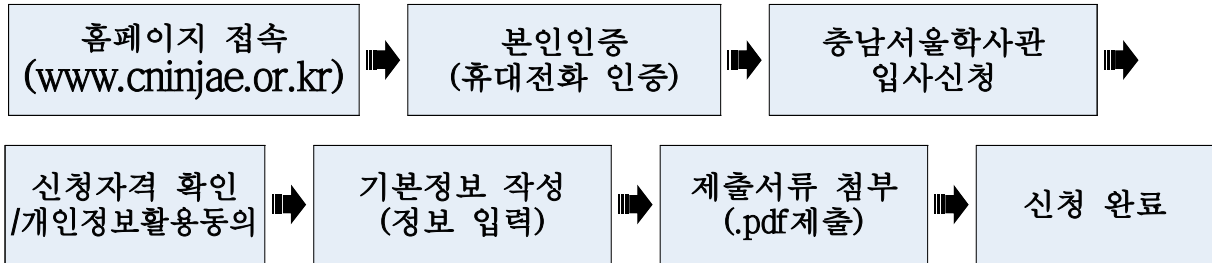 홈페이지 접속
(www.cninjae.or.kr)
본인인증
(휴대전화 인증)
충남서울학사관
입사신청
신청자격 확인
/개인정보활용동의
기본정보 작성
(정보 입력)
제출서류 첨부
(.pdf제출)
신청 완료